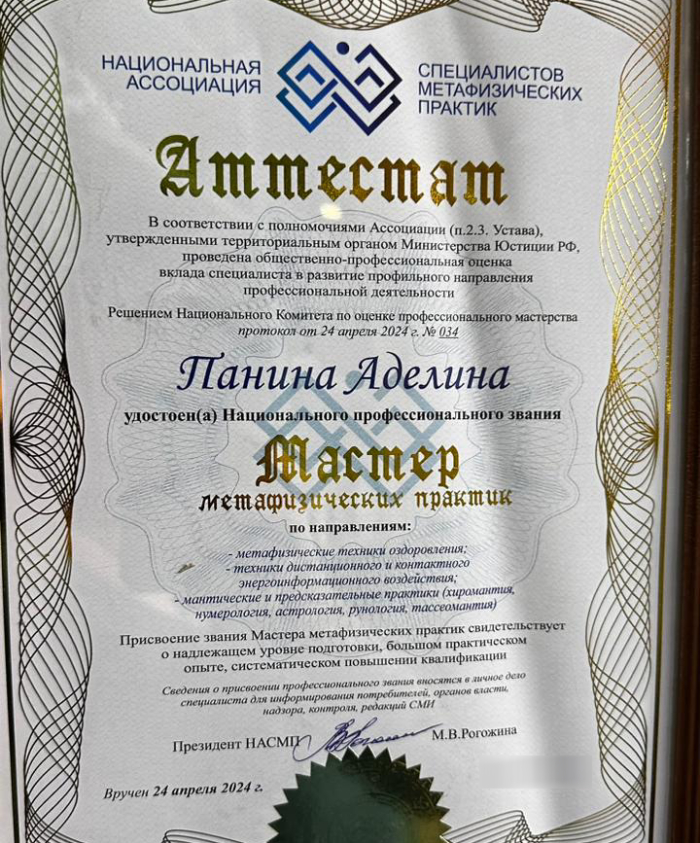 НАЦИОНАЛЬНАЯ
АССОЦИАЦИЯ
СПЕЦИАЛИСТОВ
МЕТАФИЗИЧЕСКИХ
ПРАКТИК
Аттестат
В соответствии с полномочиями Ассоциации (п.2.3. Устава),
утвержденными территориальным органом Министерства Юстиции РФ,
проведена общественно-профессиональная оценка
вклада специалиста в развитие профильного направления
профессиональной деятельности
Решением Национального Комитета по оценке профессионального мастерства
протокол от 24 апреля 2024 г. № 034
Панина Аделина
удостоен(а) Национального профессионального звания
Мастер
метафизических практик
по направлениям:
- метафизические техники оздоровления;
- техники дистанционного и контактного
энергоинформационного воздействия;
- мантические и предсказательные практики (хиромантия,
нумерология, астрология, рунология, тассеомантия)
Присвоение звания Мастера метафизических практик свидетельствует
о надлежащем уровне подготовки, большом практическом
опыте, систематическом повышении квалификации
Сведения о присвоении профессионального звания вносятся в личное дело
специалиста для информирования потребителей, органов власти,
надзора, контроля, редакций СМИ
Президент НАСМП М.В.Рогожина
Вручен 24 апреля 2024 г.